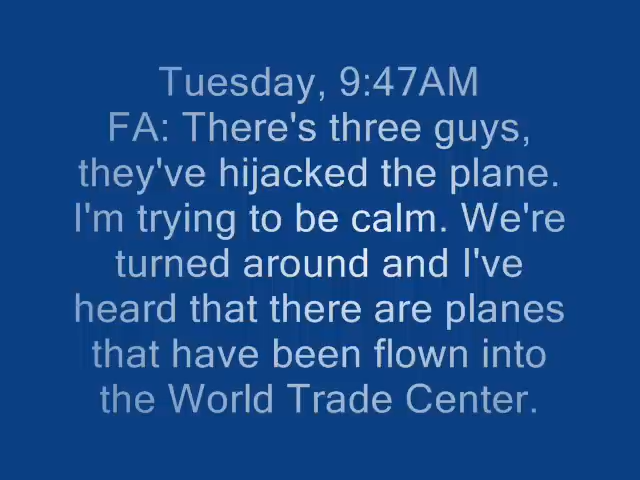 Tuesday, 9:47AM
FA: There's three guys,
they've hijacked the plane.
I'm trying to be calm. We're
turned around and I've
heard that there are planes
that have been flown into
the World Trade Center.